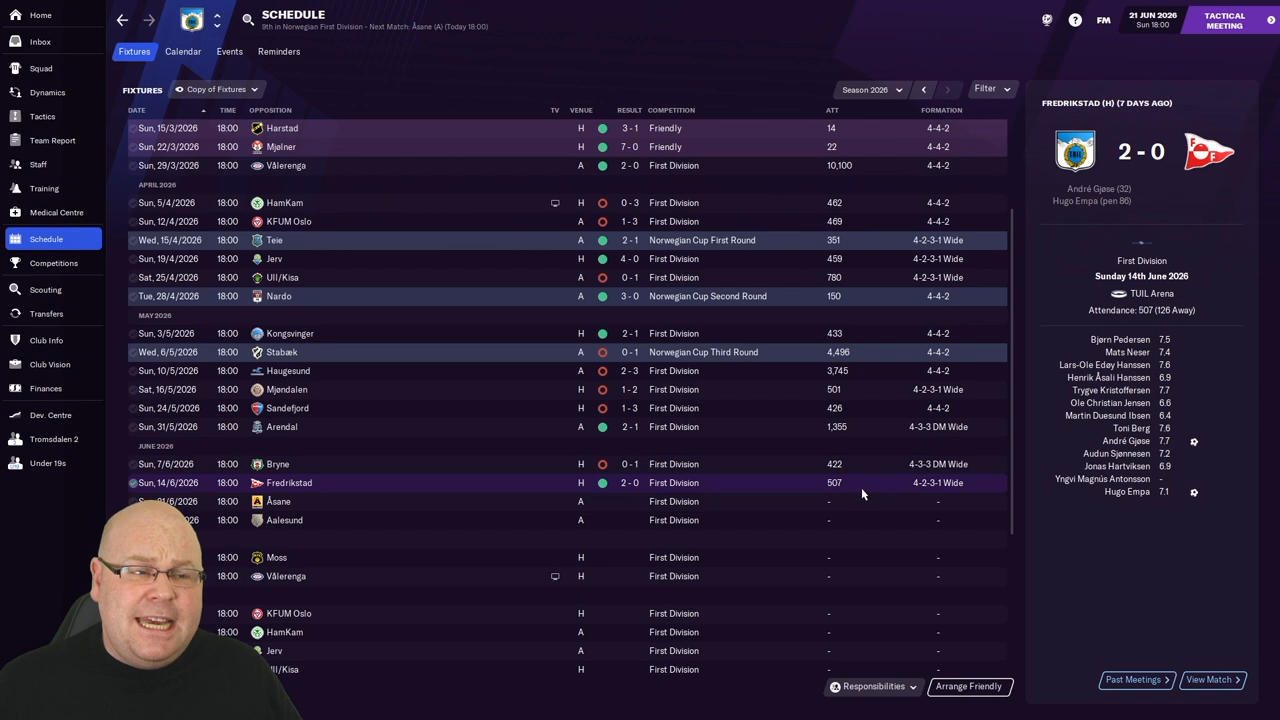 Home
Inbox
Squad
Dynamics
Tactics
Team Report
Staff
Training
Medical Centre
Schedule
Competitions
Scouting
Transfers
Club Info
Club Vision
Finances
Dev. Centre
Tromsdalen 2
Under 19s
SCHEDULE
9th in Norwegian First Division - Next Match: Åsane (A) (Today 18:00)
? FM 21 JUN 2026 Sun 18:00 TACTICAL MEETING
Fixtures Calendar Events Reminders
FIXTURES Copy of Fixtures Season 2026 Filter
DATE TIME OPPOSITION TV VENUE RESULT COMPETITION ATT FORMATION
Sun, 15/3/2026 18:00 Harstad H 3 - 1 Friendly 14 4-4-2
Sun, 22/3/2026 18:00 Mjølner H 7 - 0 Friendly 22 4-4-2
Sun, 29/3/2026 18:00 Vålerenga A 2 - 0 First Division 10,100 4-4-2
APRIL 2026
Sun, 5/4/2026 18:00 HamKam H 0 - 3 First Division 462 4-4-2
Sun, 12/4/2026 18:00 KFUM Oslo A 1 - 3 First Division 469 4-4-2
Wed, 15/4/2026 18:00 Teie A 2 - 1 Norwegian Cup First Round 351 4-2-3-1 Wide
Sun, 19/4/2026 18:00 Jerv H 4 - 0 First Division 459 4-2-3-1 Wide
Sat, 25/4/2026 18:00 Ull/Kisa A 0 - 1 First Division 780 4-2-3-1 Wide
Tue, 28/4/2026 18:00 Nardo A 3 - 0 Norwegian Cup Second Round 150 4-4-2
MAY 2026
Sun, 3/5/2026 18:00 Kongsvinger H 2 - 1 First Division 433 4-4-2
Wed, 6/5/2026 18:00 Stabæk A 0 - 1 Norwegian Cup Third Round 4,496 4-4-2
Sun, 10/5/2026 18:00 Haugesund A 2 - 3 First Division 3,745 4-4-2
Sat, 16/5/2026 18:00 Mjøndalen H 1 - 2 First Division 501 4-2-3-1 Wide
Sun, 24/5/2026 18:00 Sandefjord H 1 - 3 First Division 426 4-4-2
Sun, 31/5/2026 18:00 Arendal A 2 - 1 First Division 1,355 4-3-3 DM Wide
JUNE 2026
Sun, 7/6/2026 18:00 Bryne H 0 - 1 First Division 422 4-3-3 DM Wide
Sun, 14/6/2026 18:00 Fredrikstad H 2 - 0 First Division 507 4-2-3-1 Wide
18:00 Åsane A First Division - -
18:00 Aalesund A First Division - -
18:00 Moss H First Division - -
18:00 Vålerenga H First Division - -
18:00 KFUM Oslo H First Division - -
18:00 HamKam A First Division - -
18:00 Jerv A First Division - -
Ull/Kisa H First Division - -
Responsibilities Arrange Friendly
FREDRIKSTAD (H) (7 DAYS AGO)
TUIL 2 - 0
André Gjøse (32)
Hugo Empa (pen 86)
First Division
Sunday 14th June 2026
TUIL Arena
Attendance: 507 (126 Away)
Bjørn Pedersen 7.5
Mats Neser 7.4
Lars-Ole Edøy Hanssen 7.6
Henrik Åsali Hanssen 6.9
Trygve Kristoffersen 7.7
Ole Christian Jensen 6.6
Martin Duesund Ibsen 6.4
Toni Berg 7.6
André Gjøse 7.7
Audun Sjønnesen 7.2
Jonas Hartviksen 6.9
Yngvi Magnús Antonsson -
Hugo Empa 7.1
Past Meetings View Match